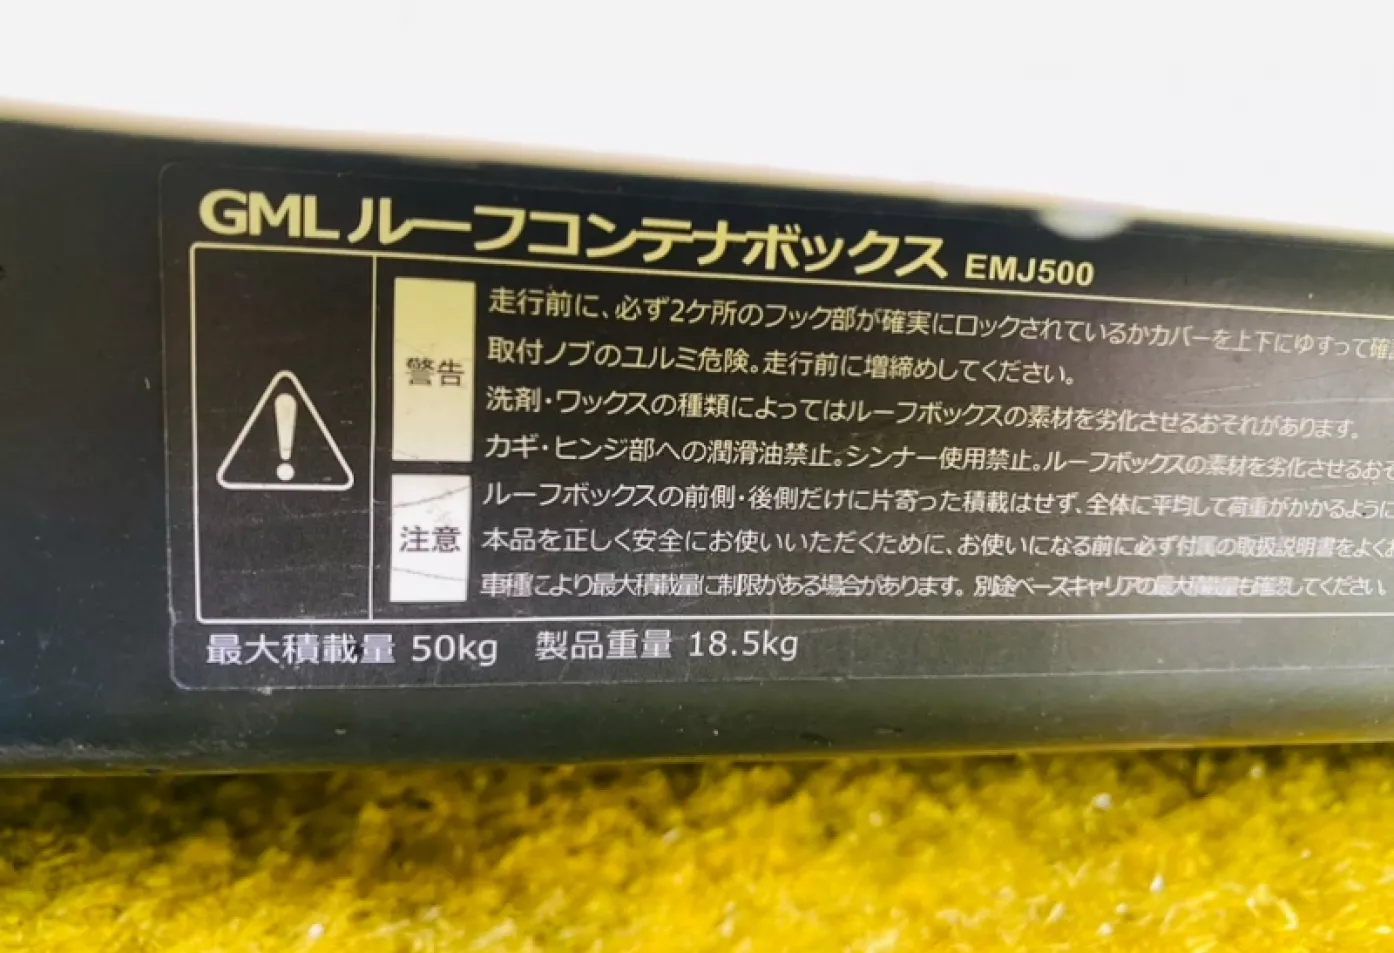 GML ルーフコンテナボックス EMJ500
警告
走行前に、必ず2ケ所のフック部が確実にロックされているかカバーを上下にゆすって確
取付ノブのユルミ危険。走行前に増締めしてください。
洗剤・ワックスの種類によってはルーフボックスの素材を劣化させるおそれがあります。
カギ・ヒンジ部への潤滑油禁止。シンナー使用禁止。ルーフボックスの素材を劣化させるおそ
注意
ルーフボックスの前側・後側だけに片寄った積載はせず、全体に平均して荷重がかかるように
本品を正しく安全にお使いいただくために、お使いになる前に必ず付属の取扱説明書をよく
車種により最大積載量に制限がある場合があります。別途ベースキャリアの最大積載量も確認してください
最大積載量 50kg 製品重量 18.5kg